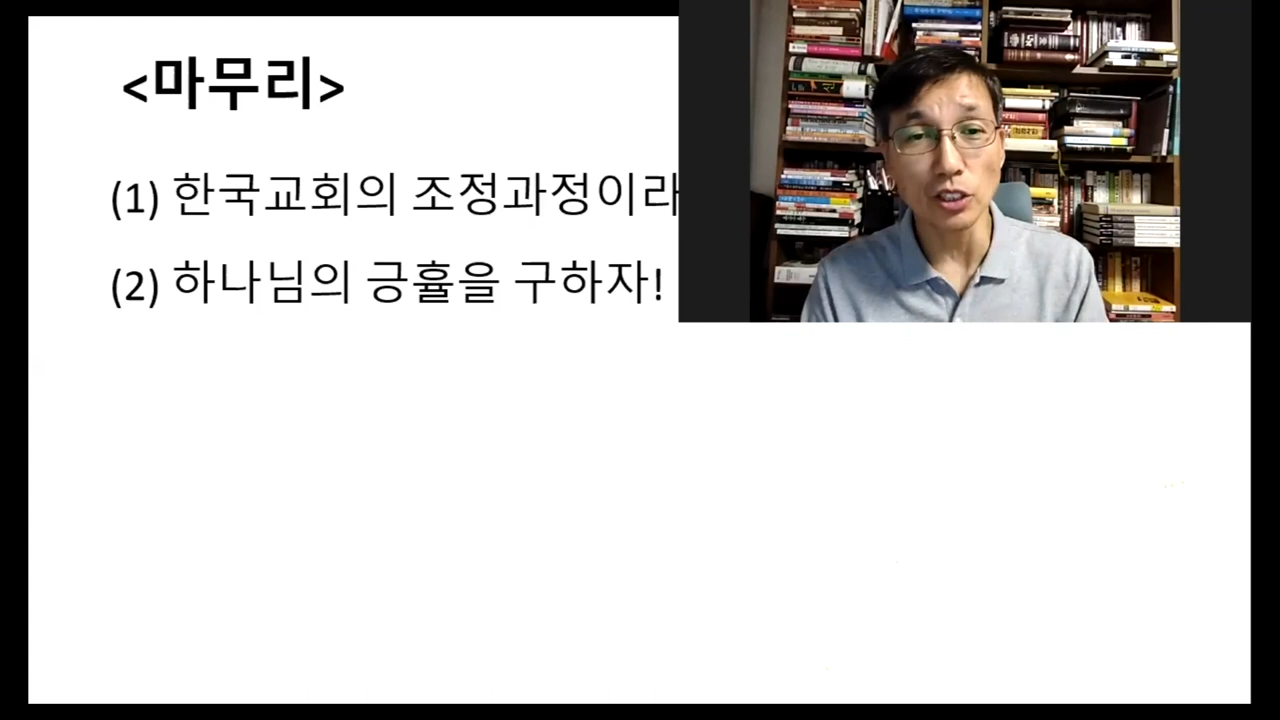 <마무리>
(1) 한국교회의 조정과정이라
(2) 하나님의 긍휼을 구하자!